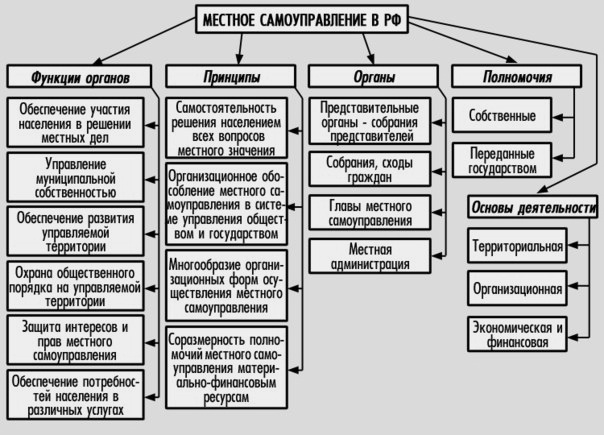 МЕСТНОЕ САМОУПРАВЛЕНИЕ В РФ
Функции органов
Обеспечение участия
населения в решении
местных дел
Управление
муниципальной
собственностью
Обеспечение развития
управляемой
территории
Охрана общественного
порядка на управляемой
территории
Защита интересов и
прав местного
самоуправления
Обеспечение потребнос-
тей населения в
различных услугах
Принципы
Самостоятельность
решения населением
всех вопросов
местного значения
Организационное обо-
собление местного са-
моуправления в систе-
ме управления общест-
вом и государством
Многообразие органи-
зационных форм осу-
ществления местного
самоуправления
Соразмерность полно-
мочий местного само-
управления матери-
ально-финансовым
ресурсам
Органы
Представительные
органы - собрания
представителей
Собрания, сходы
граждан
Главы местного
самоуправления
Местная
администрация
Полномочия
Собственные
Переданные
государством
Основы деятельности
Территориальная
Организационная
Экономическая и
финансовая